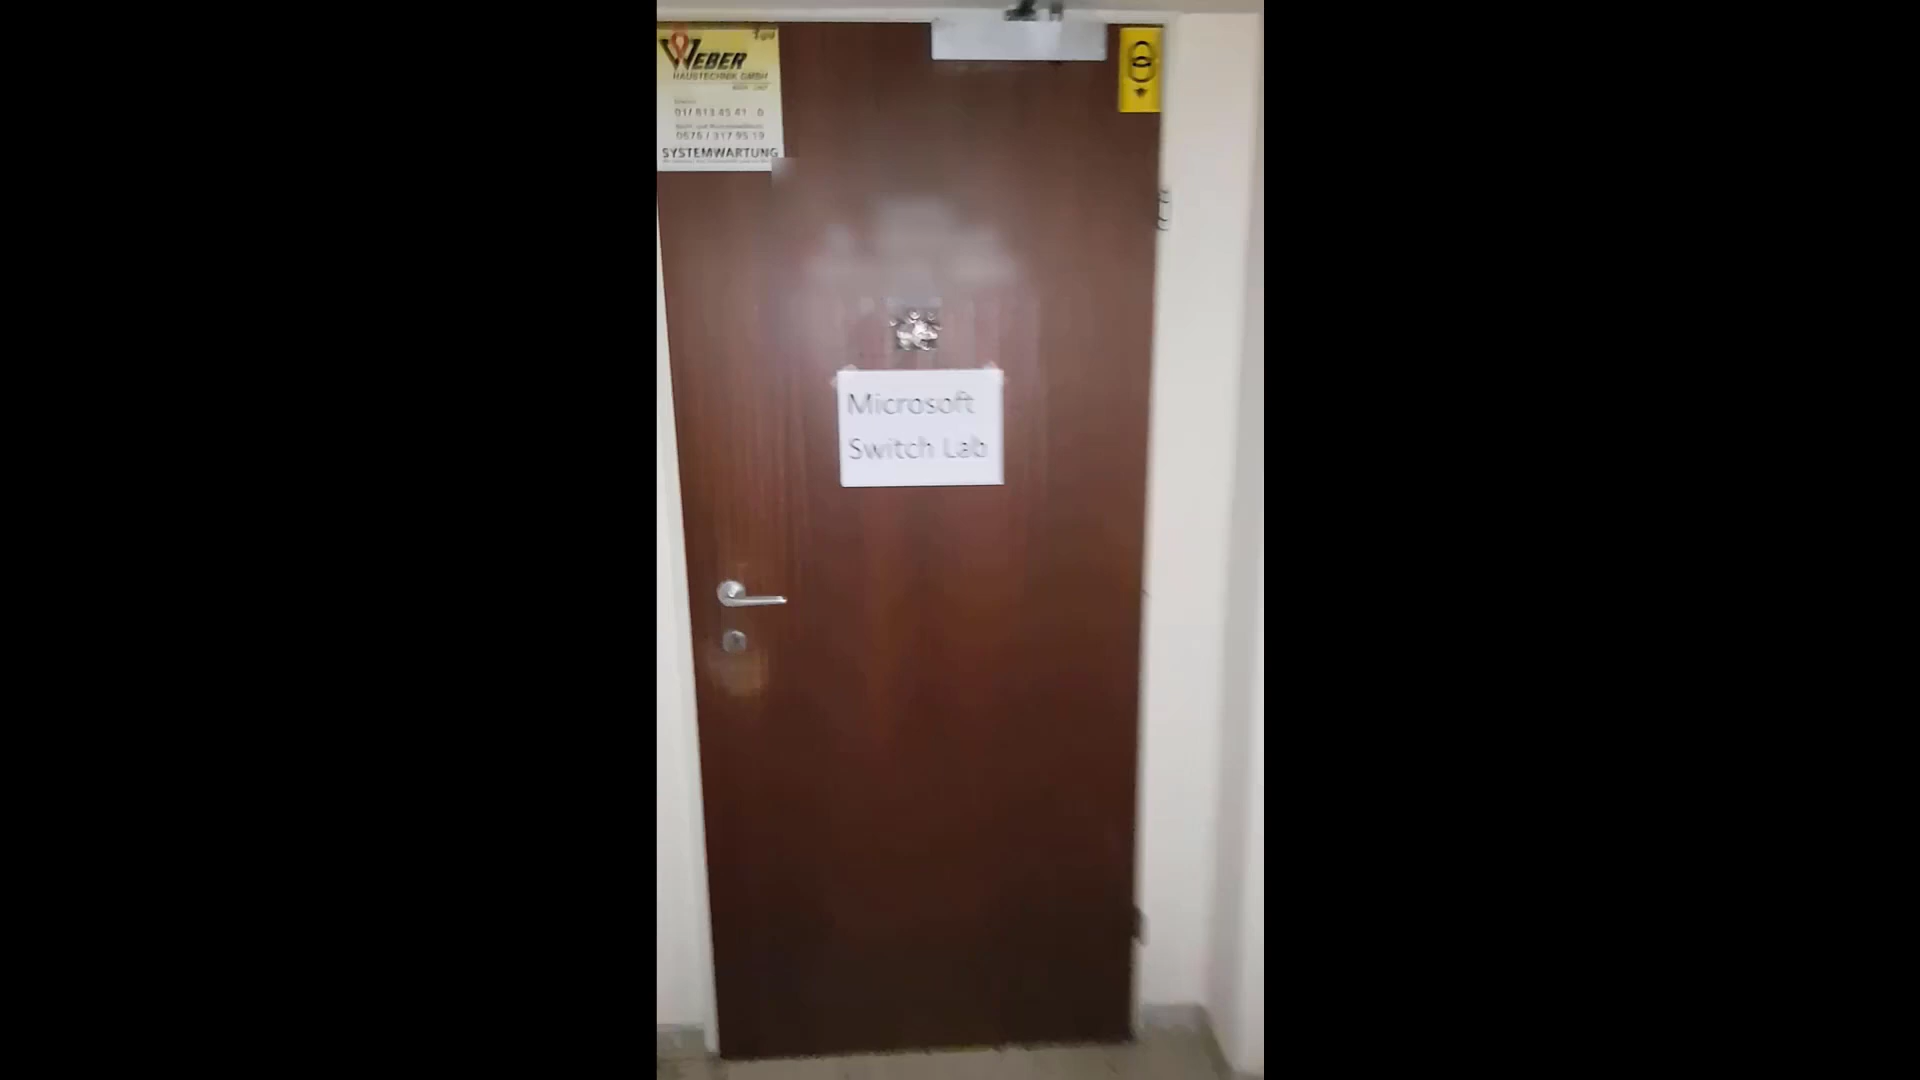 WEBER
HAUSTECHNIK GMBH
01/ 813 45 41 0
0676 / 317 95 19
SYSTEMWARTUNG
Microsoft
Switch Lab